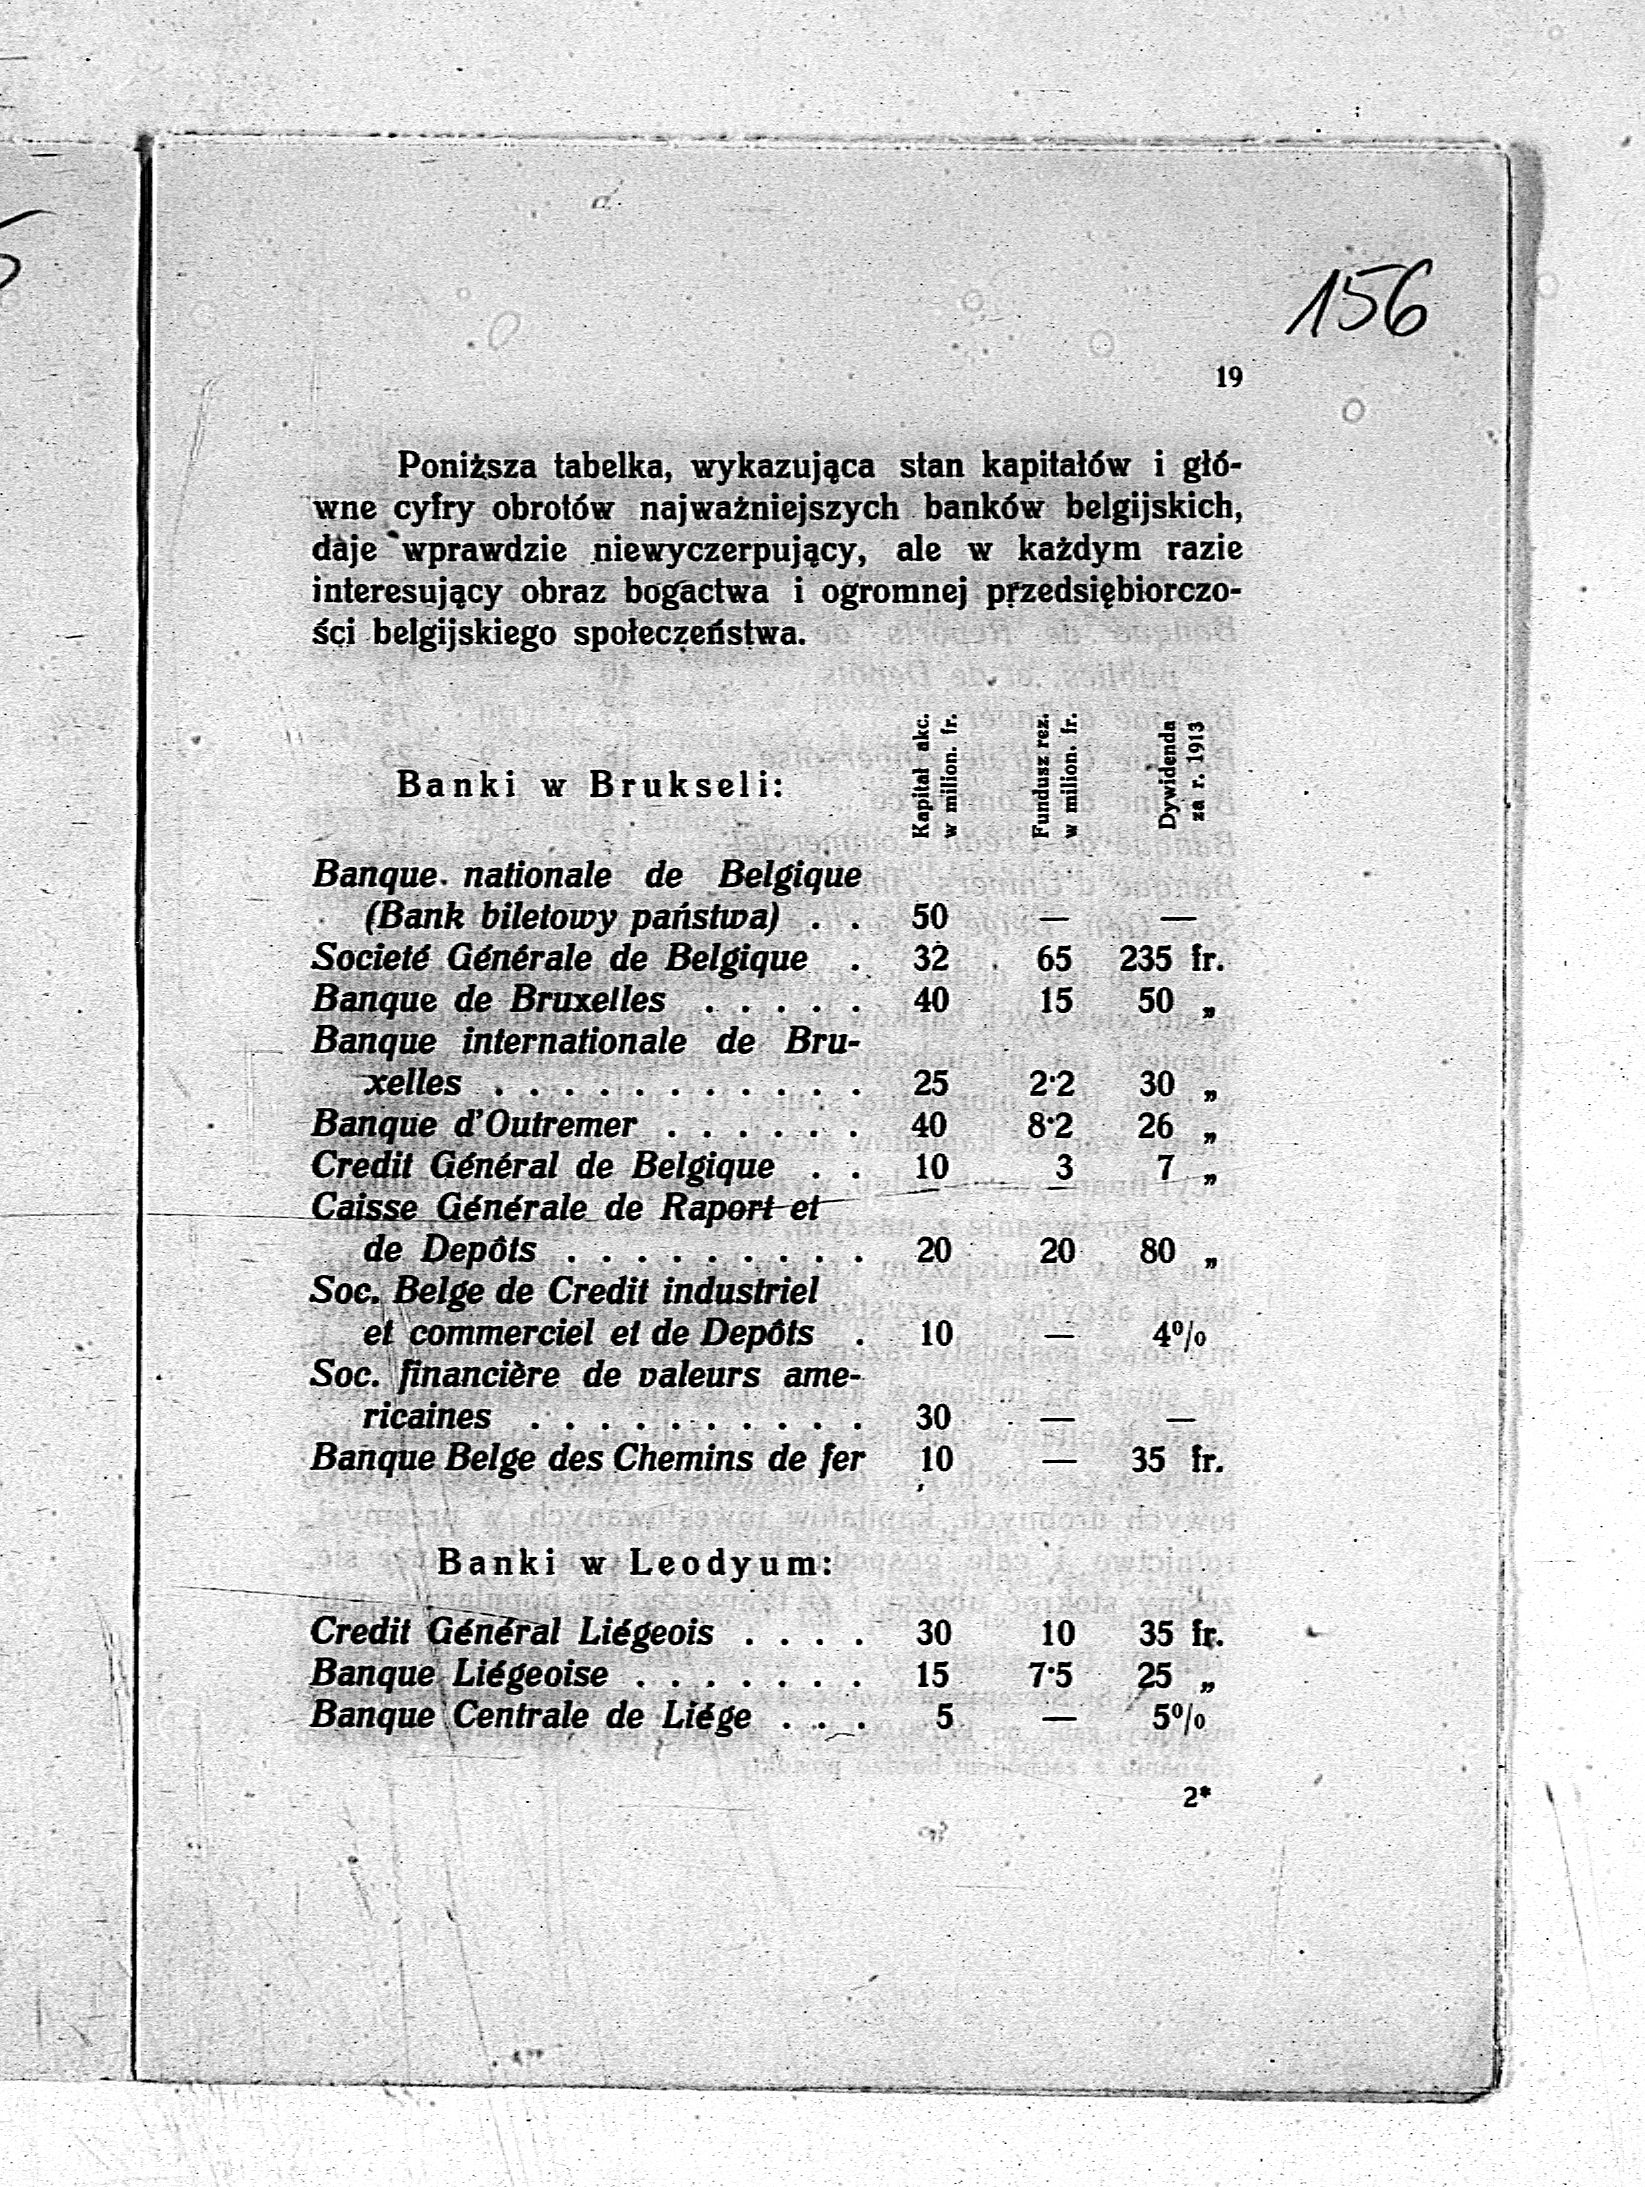 156
19
Poniższa tabelka, wykazująca stan kapitałów i głó-
wne cyfry obrotów najważniejszych banków belgijskich,
daje wprawdzie niewyczerpujący, ale w każdym razie
interesujący obraz bogactwa i ogromnej przedsiębiorczo-
ści belgijskiego społeczeństwa.
Banki w Brukseli:
Kapitał akc.
w milion. fr.
Fundusz rez.
w milion. fr.
Dywidenda
za r. 1913
Banque nationale de Belgique
(Bank biletowy państwa) . . 50 — —
Societé Générale de Belgique . 32 65 235 fr.
Banque de Bruxelles . . . . . 40 15 50 „
Banque internationale de Bru-
xelles . . . . . . . . . . . 25 2·2 30 „
Banque d'Outremer . . . . . . 40 8·2 26 „
Credit Général de Belgique . . 10 3 7 „
Caisse Générale de Raport et
de Depôts . . . . . . . . . 20 20 80 „
Soc. Belge de Credit industriel
et commerciel et de Depôts . 10 — 4%
Soc. financière de valeurs ame-
ricaines . . . . . . . . . . 30 — —
Banque Belge des Chemins de fer 10 — 35 fr.
Banki w Leodyum:
Credit Général Liégeois . . . . 30 10 35 fr.
Banque Liégeoise . . . . . . . 15 7·5 25 „
Banque Centrale de Liége . . . 5 — 5%
2*